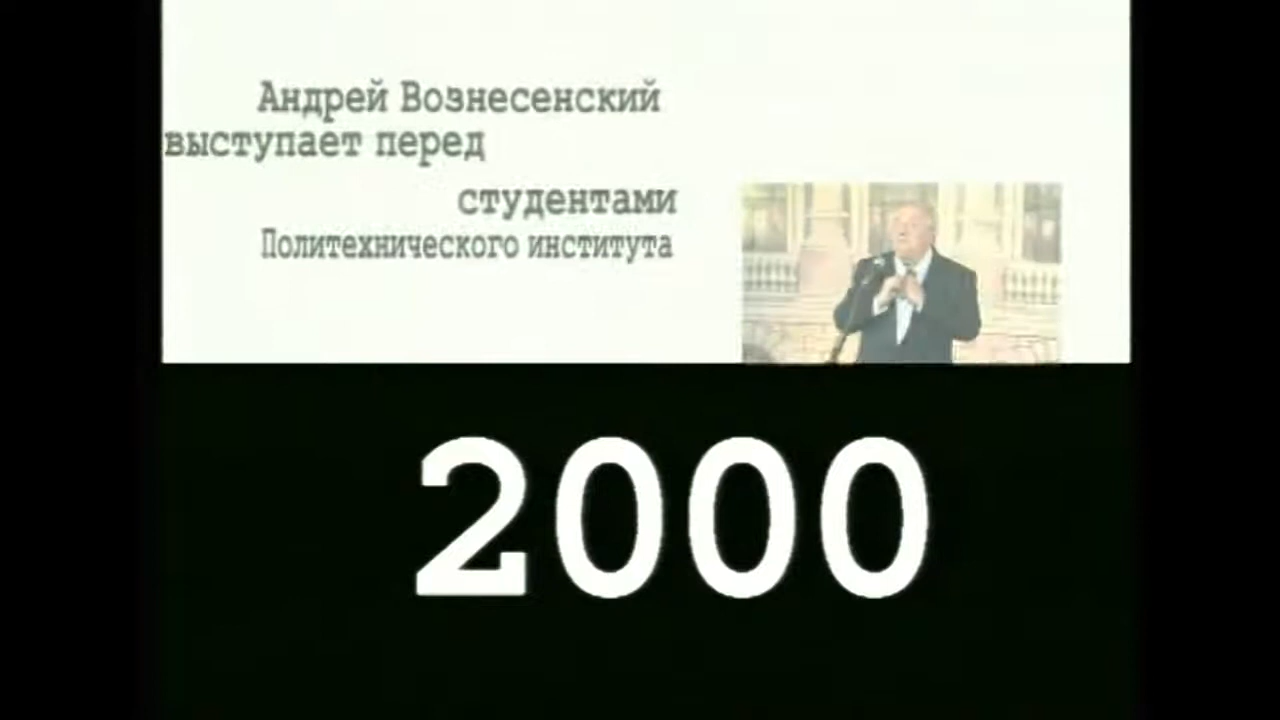 Андрей Вознесенский
выступает перед
студентами
Политехнического института
2000